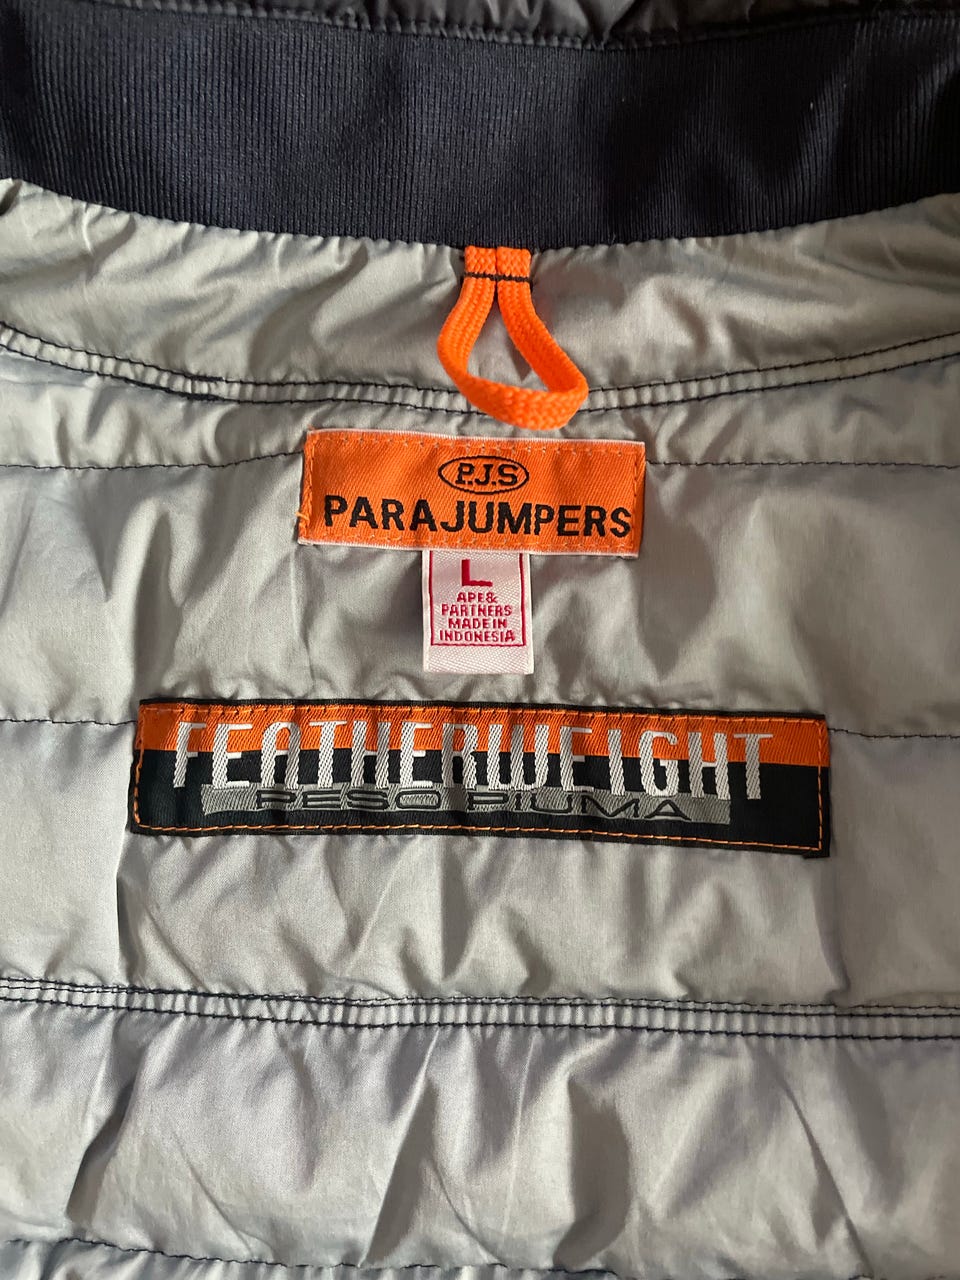 P.J.S
PARAJUMPERS
L
APE&
PARTNERS
MADE IN
INDONESIA
FEATHERWEIGHT
PESO PIUMA